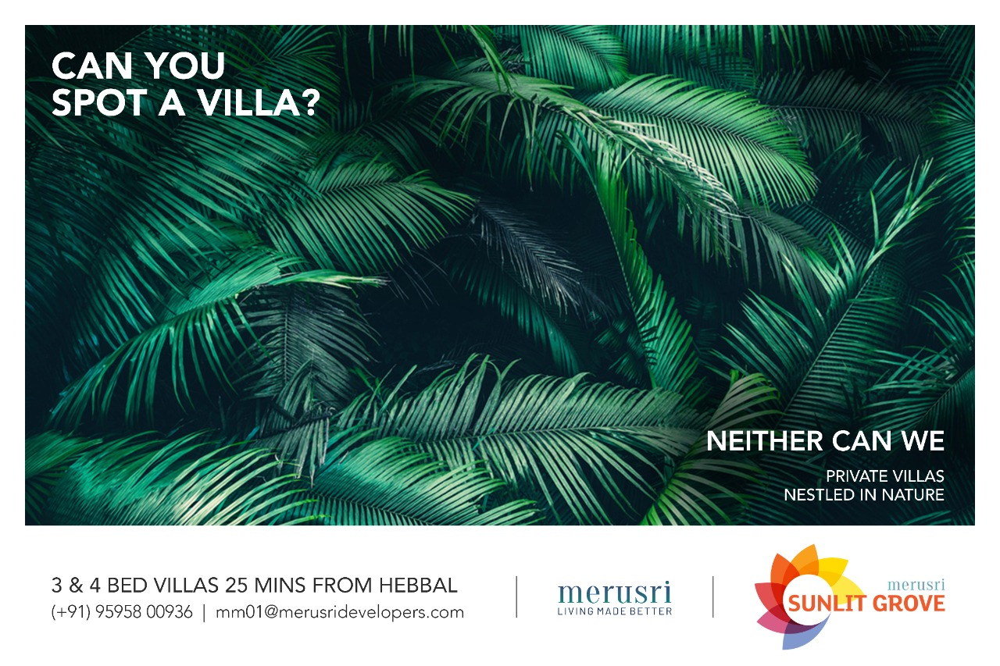 CAN YOU
SPOT A VILLA?
NEITHER CAN WE
PRIVATE VILLAS
NESTLED IN NATURE
3 & 4 BED VILLAS 25 MINS FROM HEBBAL
(+91) 95958 00936 | mm01@merusridevelopers.com
merusri
LIVING MADE BETTER
merusri
SUNLIT GROVE